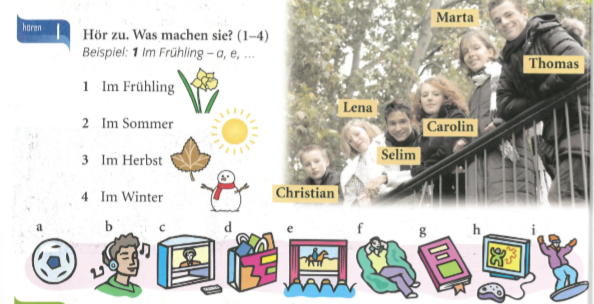 hören 1
Hör zu. Was machen sie? (1–4)
Beispiel: 1 Im Frühling – a, e, ...
1 Im Frühling
2 Im Sommer
3 Im Herbst
4 Im Winter
Marta
Thomas
Lena
Carolin
Selim
Christian
a b c d e f g h i